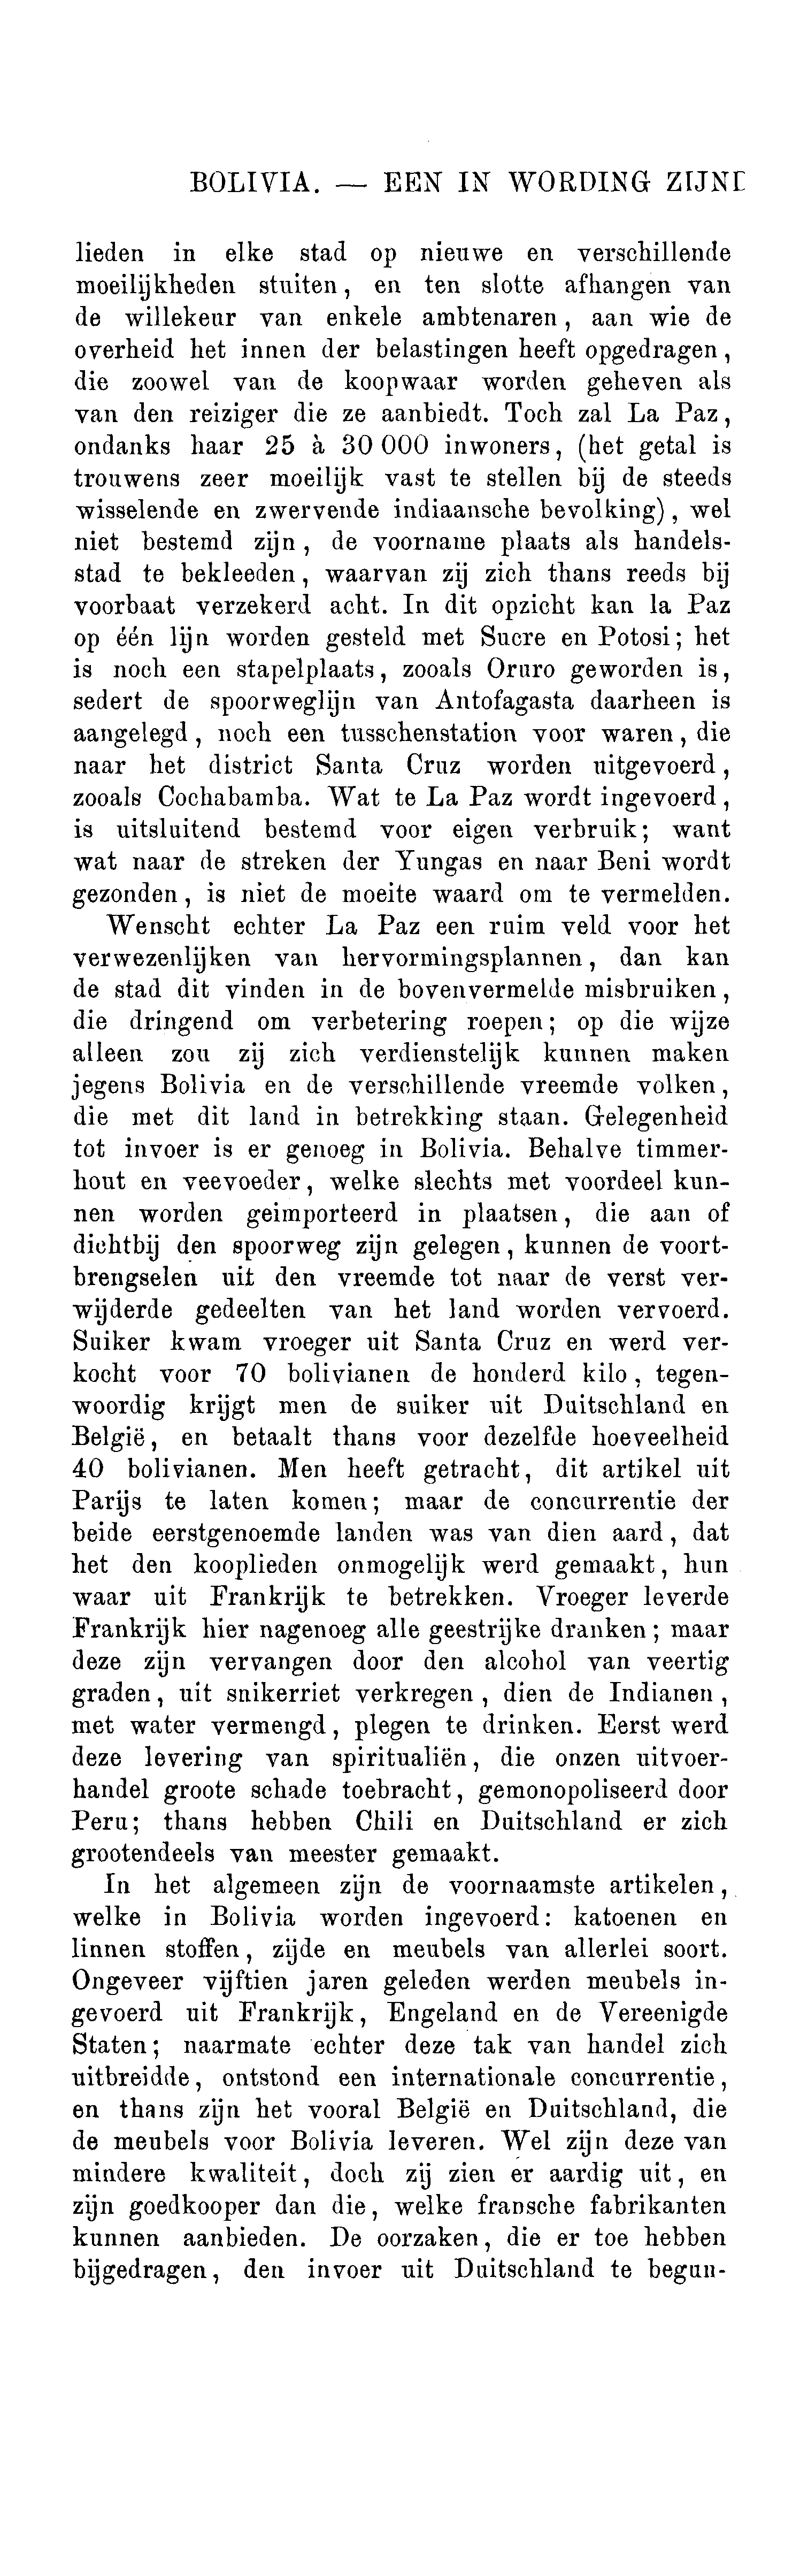 BOLIVIA. — EEN IN WORDING ZIJND
lieden in elke stad op nieuwe en verschillende
moeilijkheden stuiten, en ten slotte afhangen van
de willekeur van enkele ambtenaren, aan wie de
overheid het innen der belastingen heeft opgedragen,
die zoowel van de koopwaar worden geheven als
van den reiziger die ze aanbiedt. Toch zal La Paz,
ondanks haar 25 à 30 000 inwoners, (het getal is
trouwens zeer moeilijk vast te stellen bij de steeds
wisselende en zwervende indiaansche bevolking), wel
niet bestemd zijn, de voorname plaats als handels-
stad te bekleeden, waarvan zij zich thans reeds bij
voorbaat verzekerd acht. In dit opzicht kan la Paz
op één lijn worden gesteld met Sucre en Potosi; het
is noch een stapelplaats, zooals Oruro geworden is,
sedert de spoorweglijn van Antofagasta daarheen is
aangelegd, noch een tusschenstation voor waren, die
naar het district Santa Cruz worden uitgevoerd,
zooals Cochabamba. Wat te La Paz wordt ingevoerd,
is uitsluitend bestemd voor eigen verbruik; want
wat naar de streken der Yungas en naar Beni wordt
gezonden, is niet de moeite waard om te vermelden.
Wenscht echter La Paz een ruim veld voor het
verwezenlijken van hervormingsplannen, dan kan
de stad dit vinden in de bovenvermelde misbruiken,
die dringend om verbetering roepen; op die wijze
alleen zou zij zich verdienstelijk kunnen maken
jegens Bolivia en de verschillende vreemde volken,
die met dit land in betrekking staan. Gelegenheid
tot invoer is er genoeg in Bolivia. Behalve timmer-
hout en veevoeder, welke slechts met voordeel kun-
nen worden geimporteerd in plaatsen, die aan of
dichtbij den spoorweg zijn gelegen, kunnen de voort-
brengselen uit den vreemde tot naar de verst ver-
wijderde gedeelten van het land worden vervoerd.
Suiker kwam vroeger uit Santa Cruz en werd ver-
kocht voor 70 bolivianen de honderd kilo, tegen-
woordig krijgt men de suiker uit Duitschland en
België, en betaalt thans voor dezelfde hoeveelheid
40 bolivianen. Men heeft getracht, dit artikel uit
Parijs te laten komen; maar de concurrentie der
beide eerstgenoemde landen was van dien aard, dat
het den kooplieden onmogelijk werd gemaakt, hun
waar uit Frankrijk te betrekken. Vroeger leverde
Frankrijk hier nagenoeg alle geestrijke dranken; maar
deze zijn vervangen door den alcohol van veertig
graden, uit snikerriet verkregen, dien de Indianen,
met water vermengd, plegen te drinken. Eerst werd
deze levering van spiritualiën, die onzen uitvoer-
handel groote schade toebracht, gemonopoliseerd door
Peru; thans hebben Chili en Duitschland er zich
grootendeels van meester gemaakt.
In het algemeen zijn de voornaamste artikelen,
welke in Bolivia worden ingevoerd: katoenen en
linnen stoffen, zijde en meubels van allerlei soort.
Ongeveer vijftien jaren geleden werden meubels in-
gevoerd uit Frankrijk, Engeland en de Vereenigde
Staten; naarmate echter deze tak van handel zich
uitbreidde, ontstond een internationale concurrentie,
en thans zijn het vooral België en Duitschland, die
de meubels voor Bolivia leveren. Wel zijn deze van
mindere kwaliteit, doch zij zien er aardig uit, en
zijn goedkooper dan die, welke fransche fabrikanten
kunnen aanbieden. De oorzaken, die er toe hebben
bijgedragen, den invoer uit Duitschland te begun-